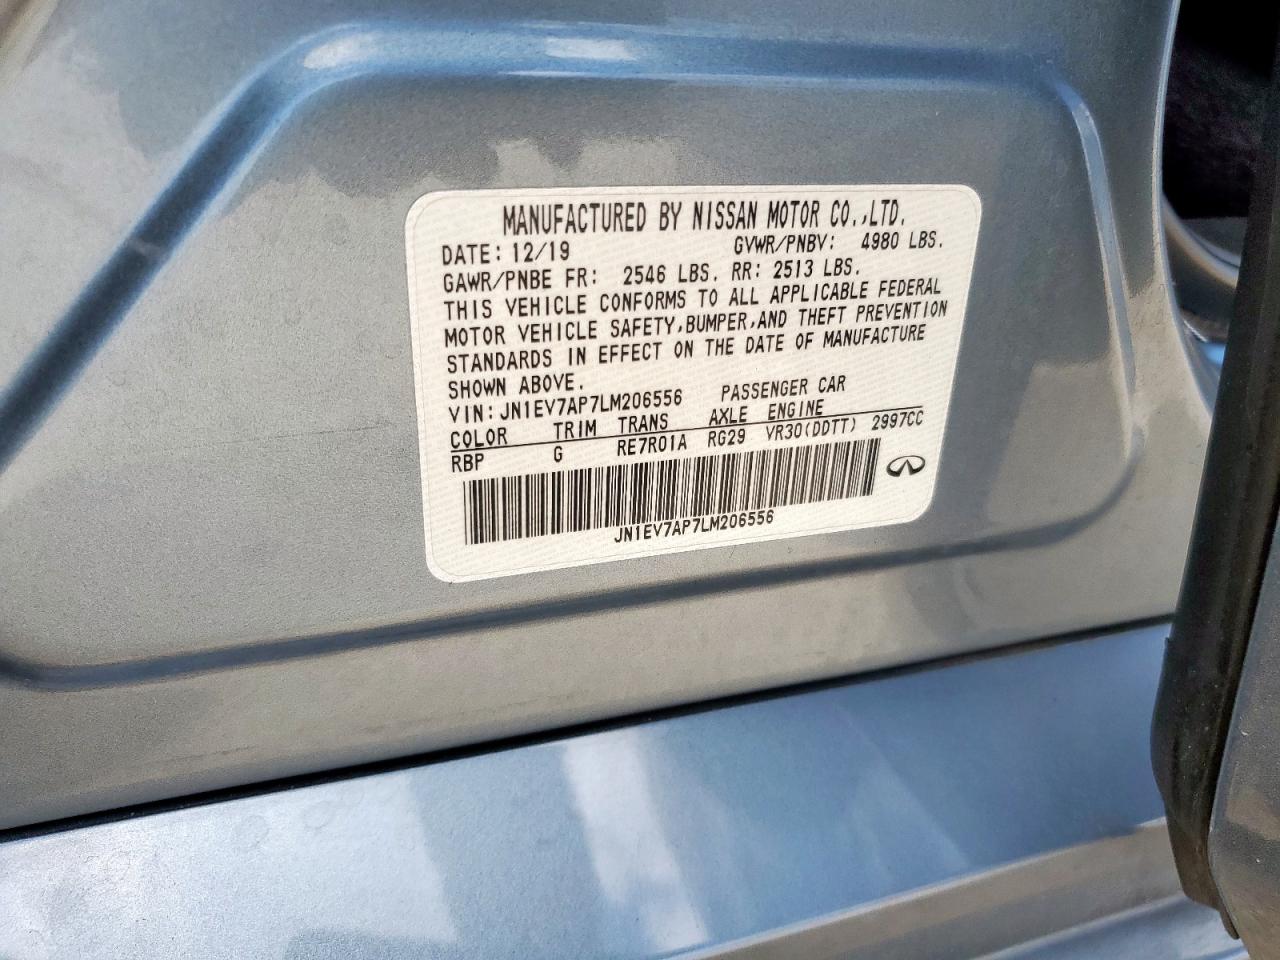 MANUFACTURED BY NISSAN MOTOR CO.,LTD.
DATE: 12/19 GVWR/PNBV: 4980 LBS.
GAWR/PNBE FR: 2546 LBS. RR: 2513 LBS.
THIS VEHICLE CONFORMS TO ALL APPLICABLE FEDERAL
MOTOR VEHICLE SAFETY,BUMPER,AND THEFT PREVENTION
STANDARDS IN EFFECT ON THE DATE OF MANUFACTURE
SHOWN ABOVE.
VIN: JN1EV7AP7LM206556 PASSENGER CAR
COLOR TRIM TRANS AXLE ENGINE
RBP G RE7R01A RG29 VR30(DDTT) 2997CC
JN1EV7AP7LM206556